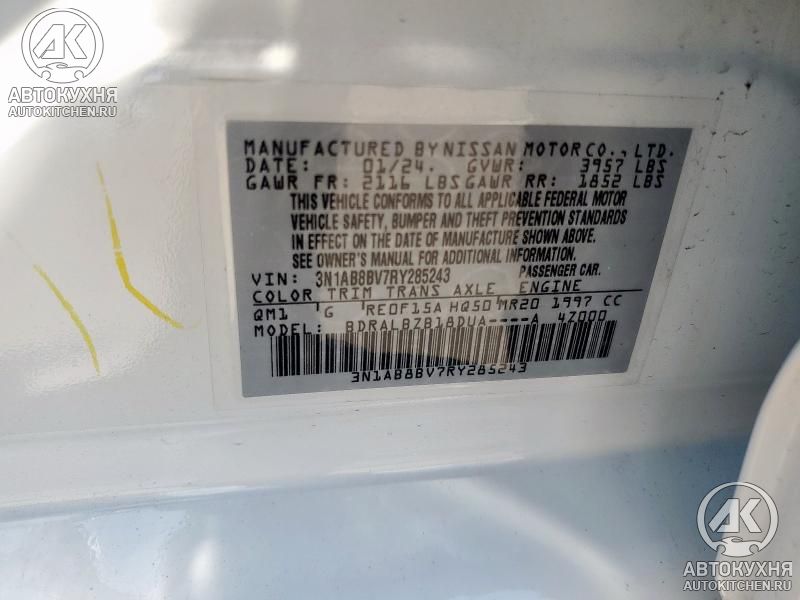 АК
АВТОКУХНЯ
AUTOKITCHEN.RU
MANUFACTURED BY NISSAN MOTOR CO., LTD.
DATE: 01/24. GVWR: 3957 LBS
GAWR FR: 2116 LBS GAWR RR: 1852 LBS
THIS VEHICLE CONFORMS TO ALL APPLICABLE FEDERAL MOTOR
VEHICLE SAFETY, BUMPER AND THEFT PREVENTION STANDARDS
IN EFFECT ON THE DATE OF MANUFACTURE SHOWN ABOVE.
SEE OWNER'S MANUAL FOR ADDITIONAL INFORMATION.
VIN: 3N1AB8BV7RY285243 PASSENGER CAR.
COLOR TRIM TRANS AXLE ENGINE
QM1 G RE0F15A HQ50 MR20 1997 CC
MODEL: BDRALBZB18DUA----A 4Z000
3N1AB8BV7RY285243
АК
АВТОКУХНЯ
AUTOKITCHEN.RU